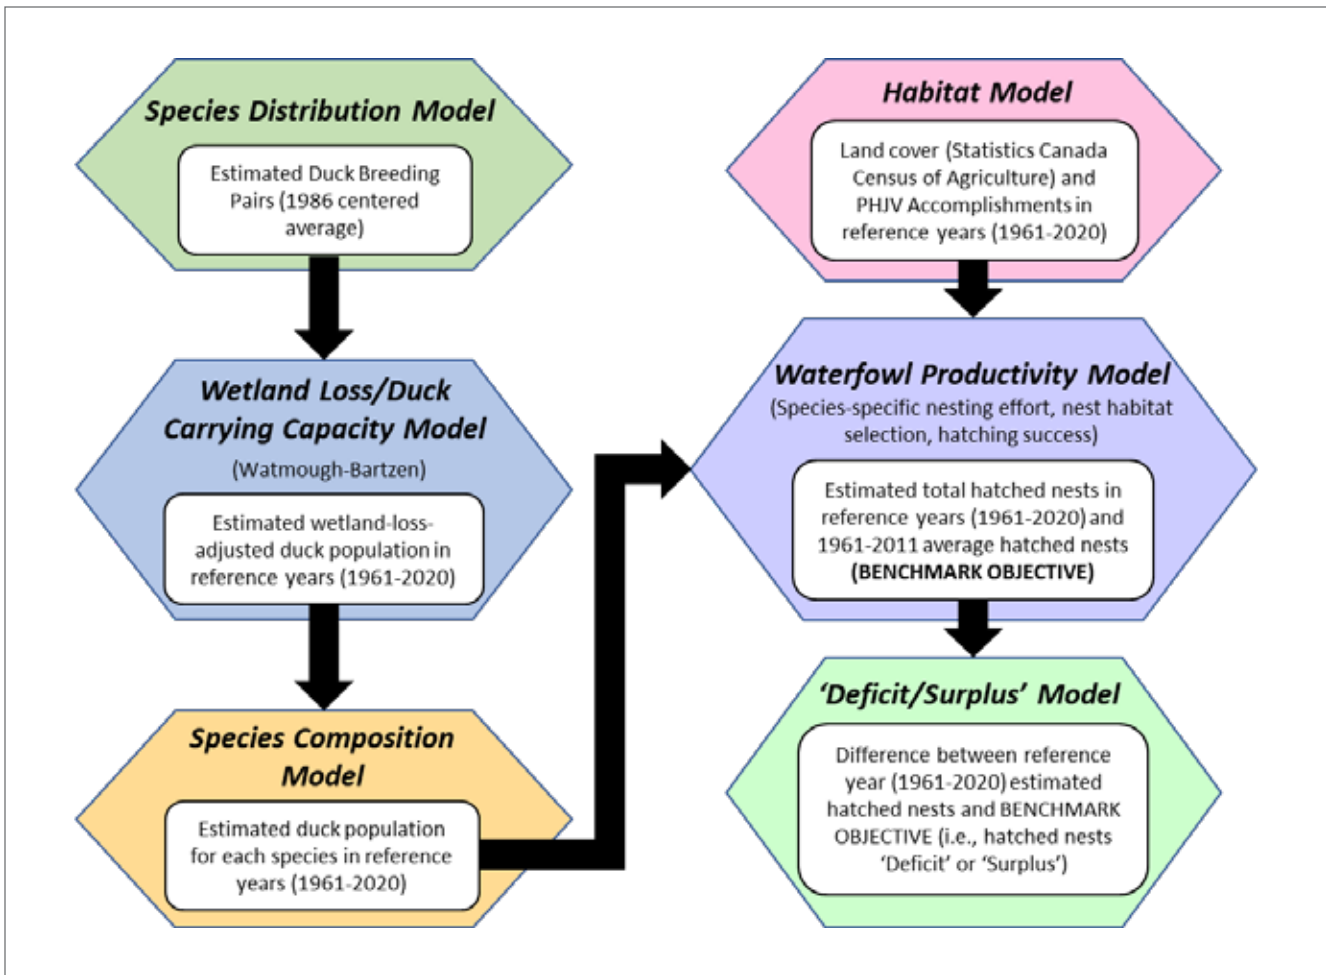 Species Distribution Model
Estimated Duck Breeding
Pairs (1986 centered
average)
Wetland Loss/Duck
Carrying Capacity Model
(Watmough-Bartzen)
Estimated wetland-loss-
adjusted duck population in
reference years (1961-2020)
Species Composition
Model
Estimated duck population
for each species in reference
years (1961-2020)
Habitat Model
Land cover (Statistics Canada
Census of Agriculture) and
PHJV Accomplishments in
reference years (1961-2020)
Waterfowl Productivity Model
(Species-specific nesting effort, nest habitat
selection, hatching success)
Estimated total hatched nests in
reference years (1961-2020) and
1961-2011 average hatched nests
(BENCHMARK OBJECTIVE)
‘Deficit/Surplus’ Model
Difference between reference
year (1961-2020) estimated
hatched nests and BENCHMARK
OBJECTIVE (i.e., hatched nests
‘Deficit’ or ‘Surplus’)